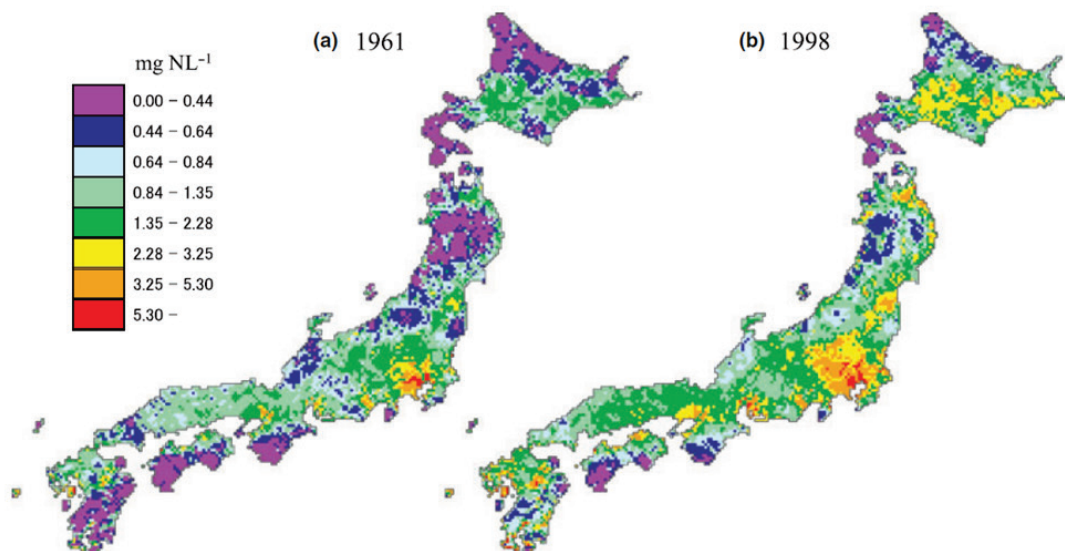 (a) 1961
(b) 1998
mg NL⁻¹
0.00 – 0.44
0.44 – 0.64
0.64 – 0.84
0.84 – 1.35
1.35 – 2.28
2.28 – 3.25
3.25 – 5.30
5.30 –